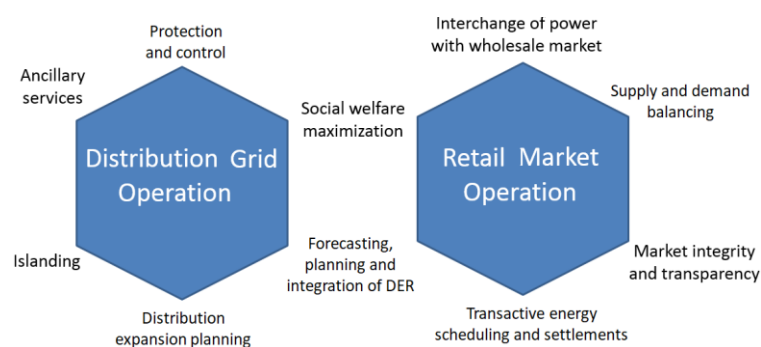 Protection
and control
Ancillary
services
Distribution Grid
Operation
Islanding
Distribution
expansion planning
Social welfare
maximization
Forecasting,
planning and
integration of DER
Interchange of power
with wholesale market
Supply and demand
balancing
Retail Market
Operation
Market integrity
and transparency
Transactive energy
scheduling and settlements